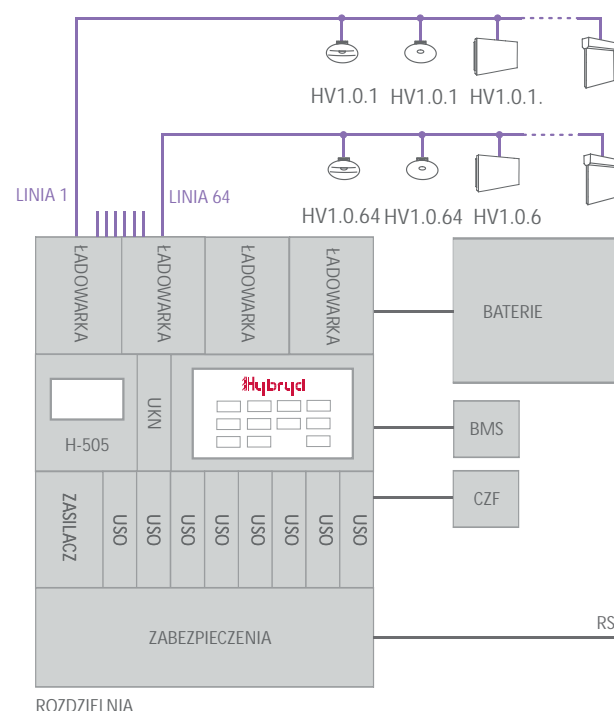 HV1.0.1 HV1.0.1 HV1.0.1.
LINIA 1
LINIA 64
HV1.0.64 HV1.0.64 HV1.0.6
ŁADOWARKA
ŁADOWARKA
ŁADOWARKA
ŁADOWARKA
BATERIE
Hybryd
UKN
H-505
BMS
CZF
ZASILACZ
USO
USO
USO
USO
USO
USO
USO
USO
ZABEZPIECZENIA
RS
ROZDZIELNIA